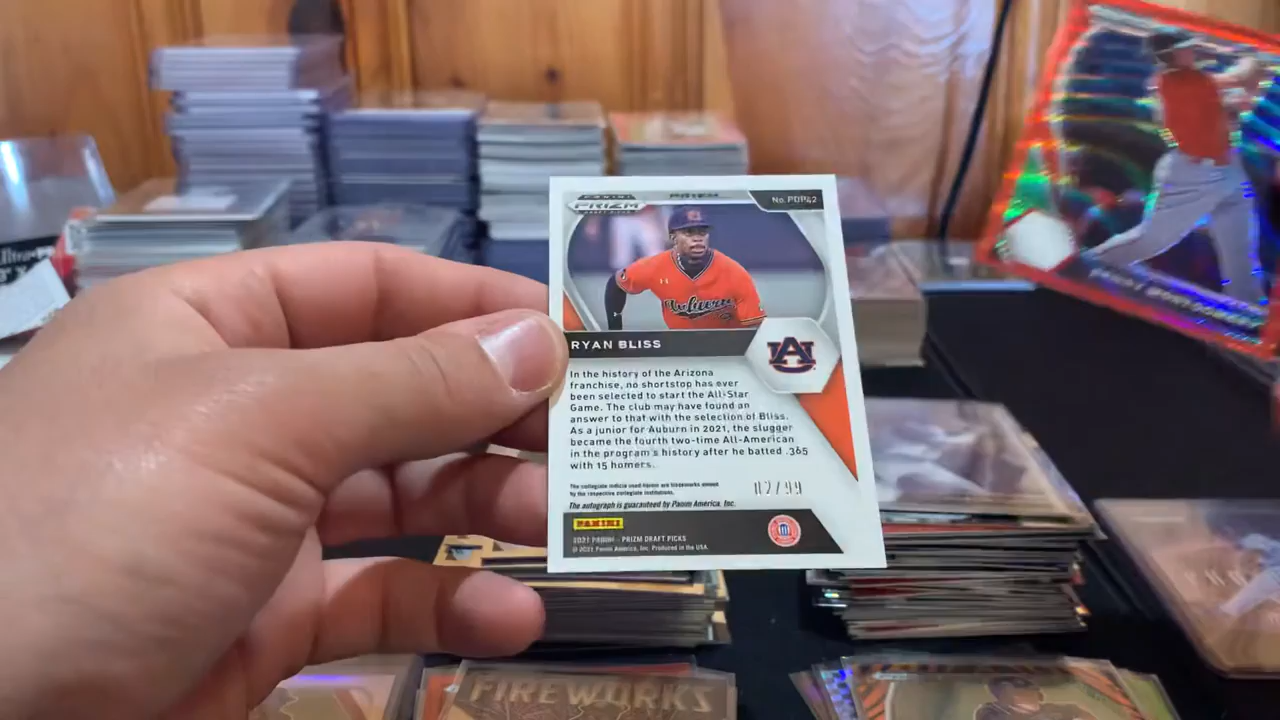 PANINI
PRIZM
DRAFT PICKS
PRIZM
No. PDP42
Auburn
RYAN BLISS
In the history of the Arizona
franchise, no shortstop has ever
been selected to start the All-Star
Game. The club may have found an
answer to that with the selection of Bliss.
As a junior for Auburn in 2021, the slugger
became the fourth two-time All-American
in the program's history after he batted .365
with 15 homers.
The collegiate indicia used herein are trademarks owned
by the respective collegiate institutions.
02/99
The autograph is guaranteed by Panini America, Inc.
PANINI
2021 PANINI – PRIZM DRAFT PICKS
© 2021 Panini America, Inc. Produced in the USA.
FIREWORKS